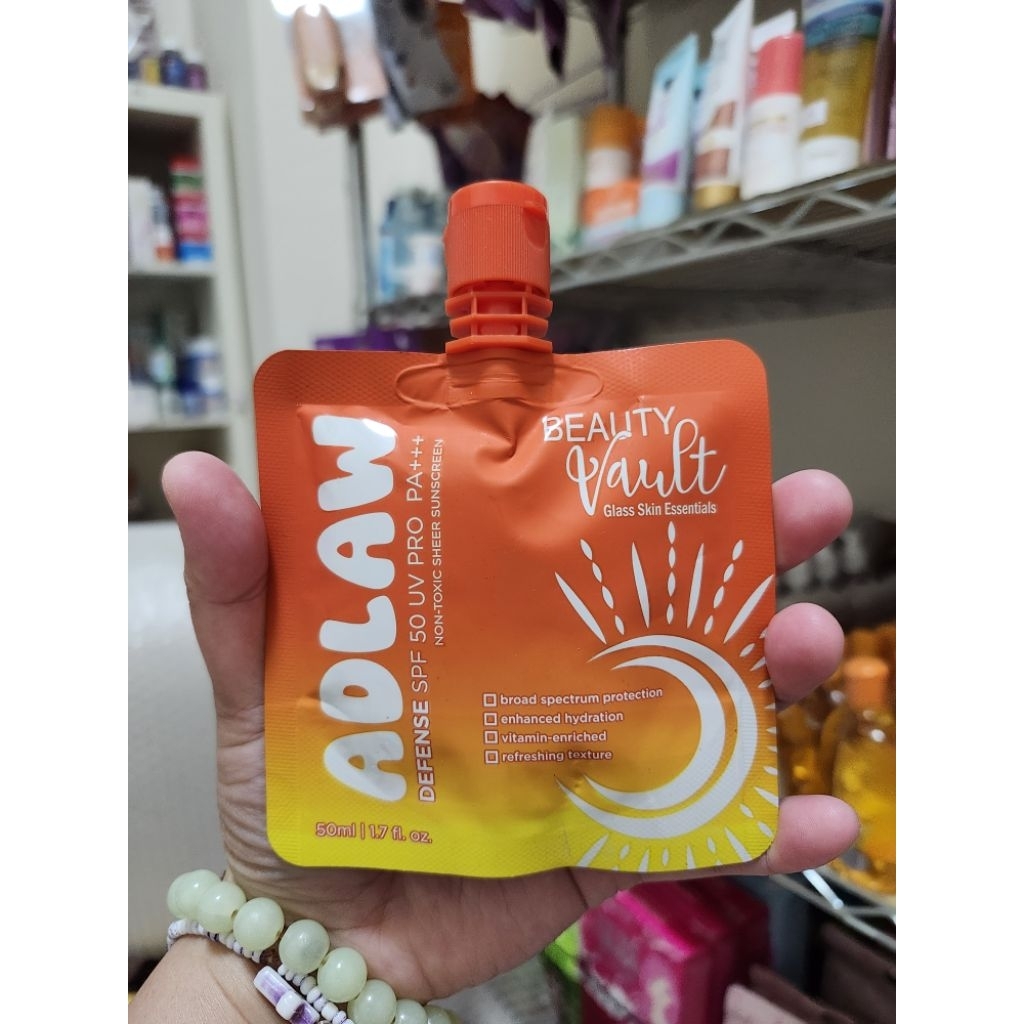 BEAUTY
Vault
Glass Skin Essentials
ADLAW
DEFENSE SPF 50 UV PRO PA+++
NON-TOXIC SHEER SUNSCREEN
broad spectrum protection
enhanced hydration
vitamin-enriched
refreshing texture
50ml | 1.7 fl. oz.